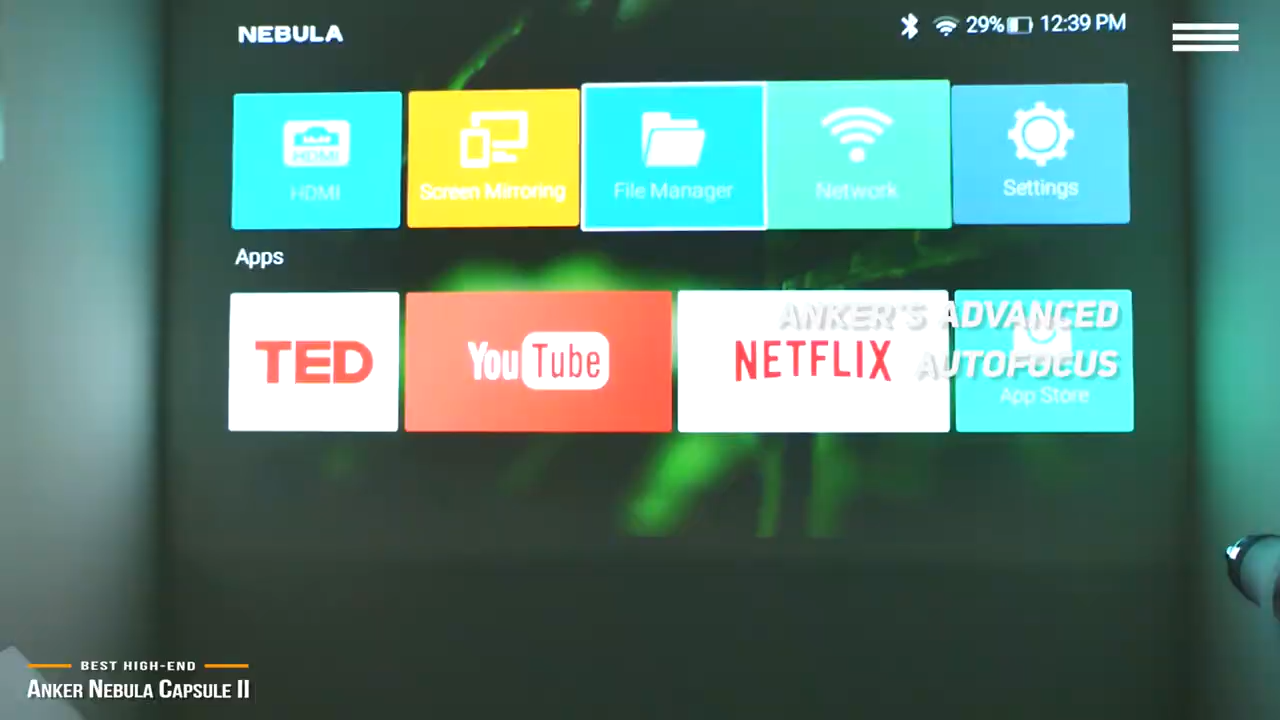 NEBULA
29% 12:39 PM
HDMI
HDMI
Screen Mirroring
File Manager
Network
Settings
Apps
TED
YouTube
NETFLIX
App Store
ANKER'S ADVANCED
AUTOFOCUS
BEST HIGH-END
ANKER NEBULA CAPSULE II